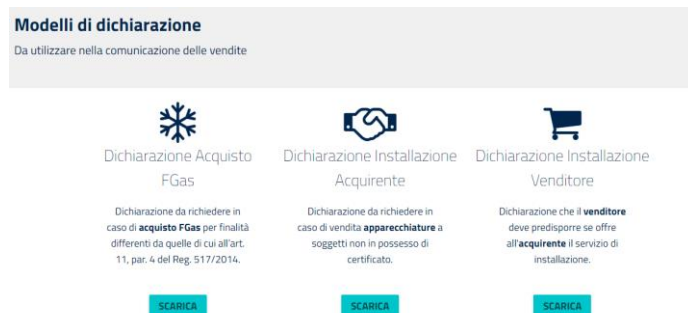 Modelli di dichiarazione
Da utilizzare nella comunicazione delle vendite
Dichiarazione Acquisto
FGas
Dichiarazione da richiedere in
caso di acquisto FGas per finalità
differenti da quelle di cui all'art.
11, par. 4 del Reg. 517/2014.
SCARICA
Dichiarazione Installazione
Acquirente
Dichiarazione da richiedere in
caso di vendita apparecchiature a
soggetti non in possesso di
certificato.
SCARICA
Dichiarazione Installazione
Venditore
Dichiarazione che il venditore
deve predisporre se offre
all'acquirente il servizio di
installazione.
SCARICA